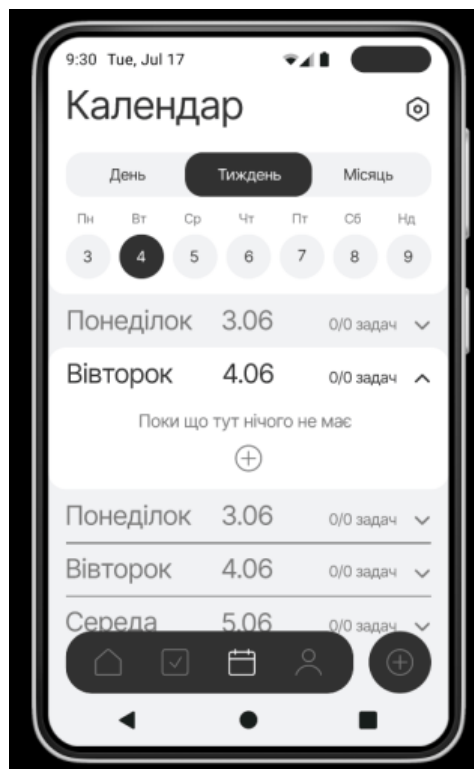 9:30 Tue, Jul 17
Календар
День Тиждень Місяць
Пн Вт Ср Чт Пт Сб Нд
3 4 5 6 7 8 9
Понеділок 3.06 0/0 задач
Вівторок 4.06 0/0 задач
Поки що тут нічого не має
Понеділок 3.06 0/0 задач
Вівторок 4.06 0/0 задач
Середа 5.06 0/0 задач